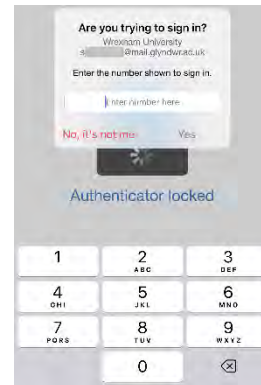 Are you trying to sign in?
Wrexham University
s @mail.glyndwr.ac.uk
Enter the number shown to sign in.
Enter number here
No, it's not me Yes
Authenticator locked
1 2 3
ABC DEF
4 5 6
GHI JKL MNO
7 8 9
PQRS TUV WXYZ
0